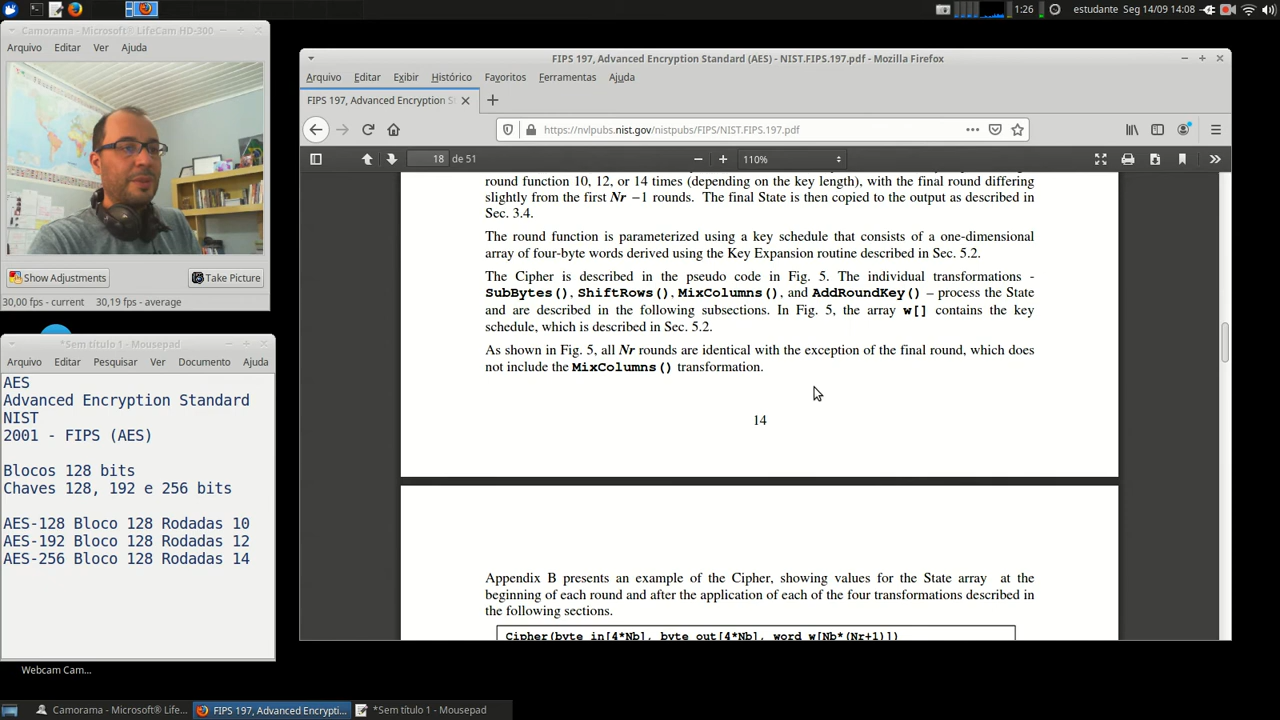 1:26 estudante Seg 14/09 14:08
Camorama - Microsoft® LifeCam HD-300
Arquivo Editar Ver Ajuda
30,00 fps - current 30,19 fps - average
Show Adjustments Take Picture
*Sem título 1 - Mousepad
Arquivo Editar Pesquisar Ver Documento Ajuda
AES
Advanced Encryption Standard
NIST
2001 - FIPS (AES)
Blocos 128 bits
Chaves 128, 192 e 256 bits
AES-128 Bloco 128 Rodadas 10
AES-192 Bloco 128 Rodadas 12
AES-256 Bloco 128 Rodadas 14
Webcam Cam...
FIPS 197, Advanced Encryption Standard (AES) - NIST.FIPS.197.pdf - Mozilla Firefox
Arquivo Editar Exibir Histórico Favoritos Ferramentas Ajuda
FIPS 197, Advanced Encryption S
https://nvlpubs.nist.gov/nistpubs/FIPS/NIST.FIPS.197.pdf
18 de 51 110%
round function 10, 12, or 14 times (depending on the key length), with the final round differing
slightly from the first Nr −1 rounds. The final State is then copied to the output as described in
Sec. 3.4.
The round function is parameterized using a key schedule that consists of a one-dimensional
array of four-byte words derived using the Key Expansion routine described in Sec. 5.2.
The Cipher is described in the pseudo code in Fig. 5. The individual transformations -
SubBytes(), ShiftRows(), MixColumns(), and AddRoundKey() – process the State
and are described in the following subsections. In Fig. 5, the array w[] contains the key
schedule, which is described in Sec. 5.2.
As shown in Fig. 5, all Nr rounds are identical with the exception of the final round, which does
not include the MixColumns() transformation.
14
Appendix B presents an example of the Cipher, showing values for the State array at the
beginning of each round and after the application of each of the four transformations described in
the following sections.
Cipher(byte in[4*Nb], byte out[4*Nb], word w[Nb*(Nr+1)])
Camorama - Microsoft® Life... FIPS 197, Advanced Encrypti... *Sem título 1 - Mousepad